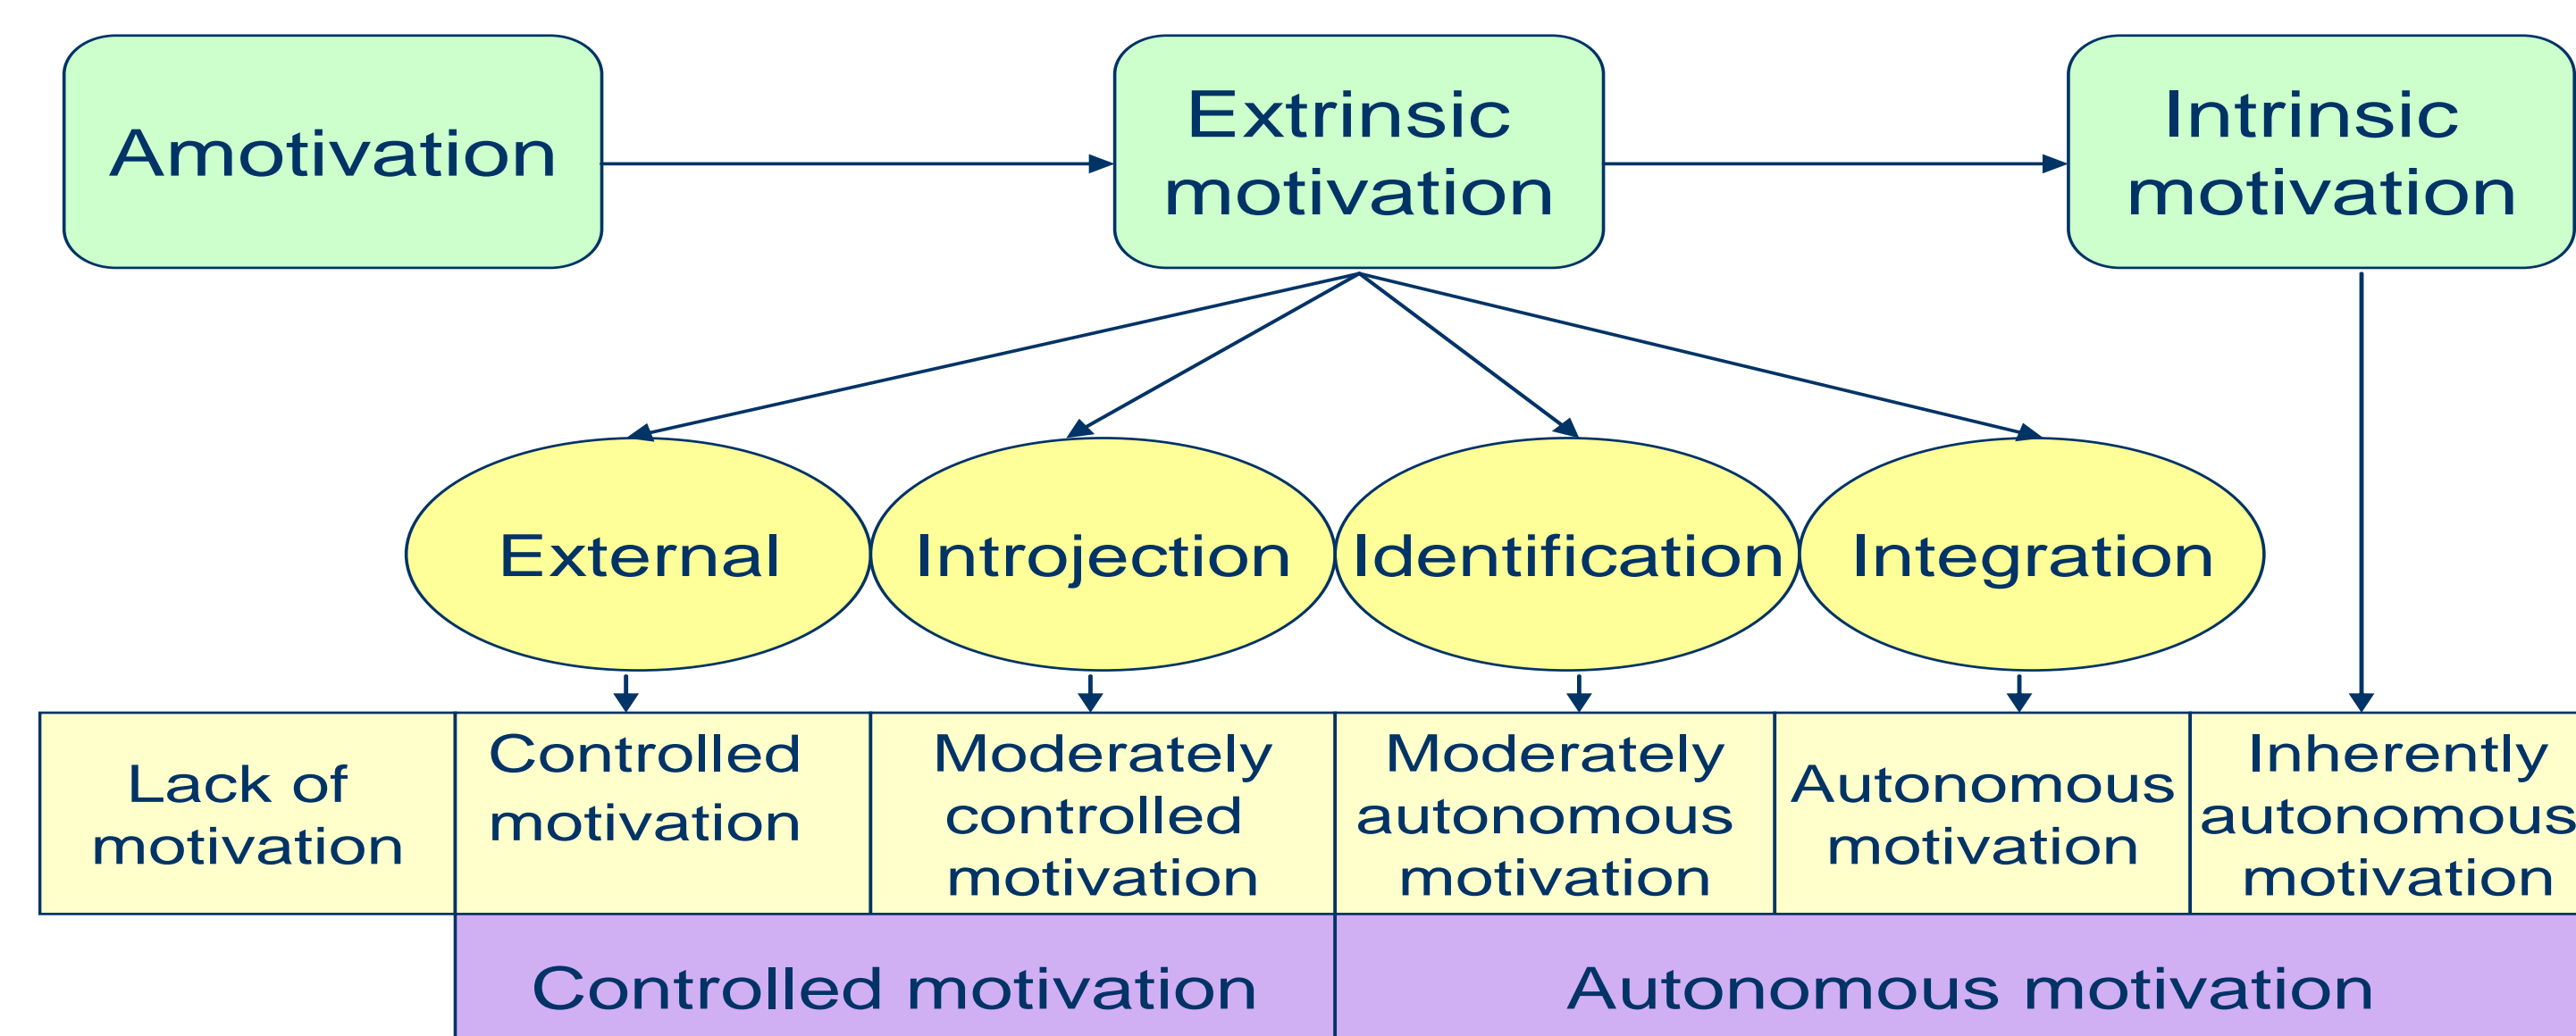 Amotivation
Extrinsic
motivation
Intrinsic
motivation
External
Introjection
Identification
Integration
Lack of
motivation
Controlled
motivation
Moderately
controlled
motivation
Moderately
autonomous
motivation
Autonomous
motivation
Inherently
autonomous
motivation
Controlled motivation
Autonomous motivation